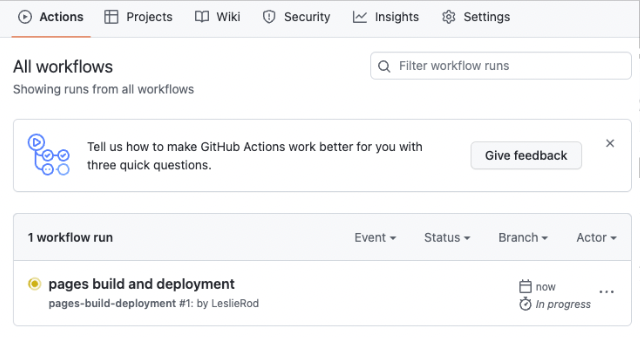 Actions Projects Wiki Security Insights Settings
All workflows
Filter workflow runs
Showing runs from all workflows
Tell us how to make GitHub Actions work better for you with
three quick questions.
Give feedback
1 workflow run Event Status Branch Actor
pages build and deployment
now
pages-build-deployment #1: by LeslieRod
In progress